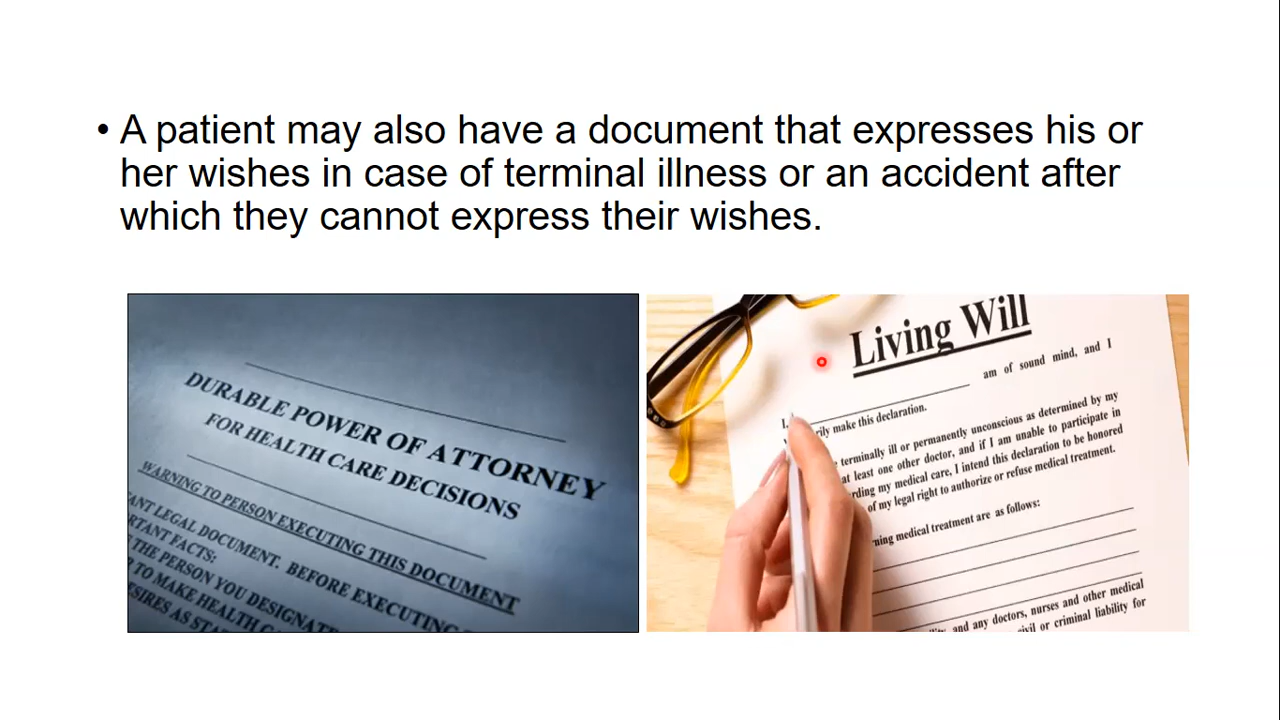 • A patient may also have a document that expresses his or
her wishes in case of terminal illness or an accident after
which they cannot express their wishes.
DURABLE POWER OF ATTORNEY
FOR HEALTH CARE DECISIONS
WARNING TO PERSON EXECUTING THIS DOCUMENT
LEGAL DOCUMENT. BEFORE EXECUTING
FACTS:
THE PERSON YOU
TO MAKE HEALTH
AS
Living Will
I, am of sound mind, and I
make this declaration.
terminally ill or permanently unconscious as determined by my
at least one other doctor, and if I am unable to participate in
my medical care, I intend this declaration to be honored
of my legal right to authorize or refuse medical treatment.
medical treatment are as follows:
and any doctors, nurses and other medical
or criminal liability for